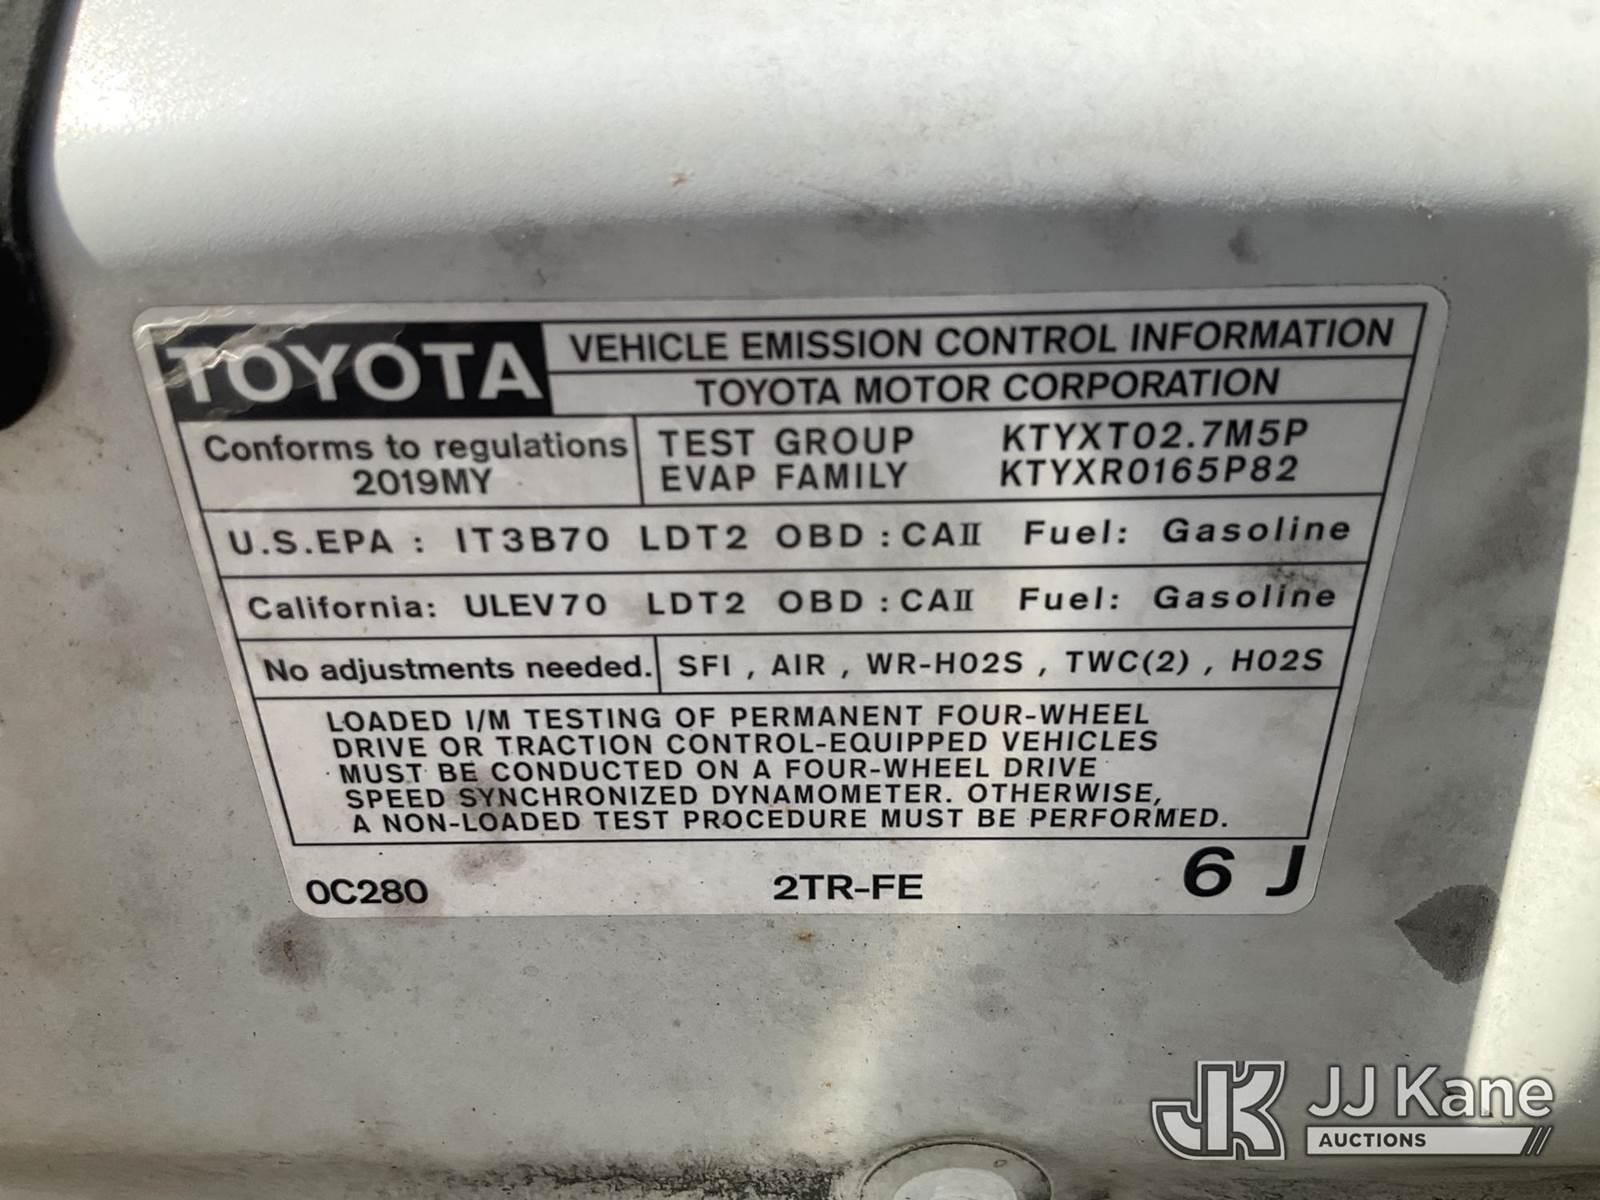 TOYOTA
VEHICLE EMISSION CONTROL INFORMATION
TOYOTA MOTOR CORPORATION
Conforms to regulations
2019MY
TEST GROUP KTYXT02.7M5P
EVAP FAMILY KTYXR0165P82
U.S.EPA : IT3B70 LDT2 OBD : CAⅡ Fuel: Gasoline
California: ULEV70 LDT2 OBD : CAⅡ Fuel: Gasoline
No adjustments needed. SFI , AIR , WR-HO2S , TWC(2) , HO2S
LOADED I/M TESTING OF PERMANENT FOUR-WHEEL
DRIVE OR TRACTION CONTROL-EQUIPPED VEHICLES
MUST BE CONDUCTED ON A FOUR-WHEEL DRIVE
SPEED SYNCHRONIZED DYNAMOMETER. OTHERWISE,
A NON-LOADED TEST PROCEDURE MUST BE PERFORMED.
0C280 2TR-FE 6 J
JK JJ Kane
AUCTIONS